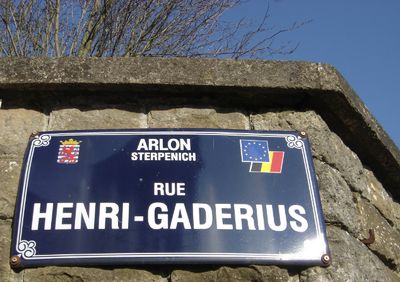 ARLON
STERPENICH
RUE
HENRI-GADERIUS